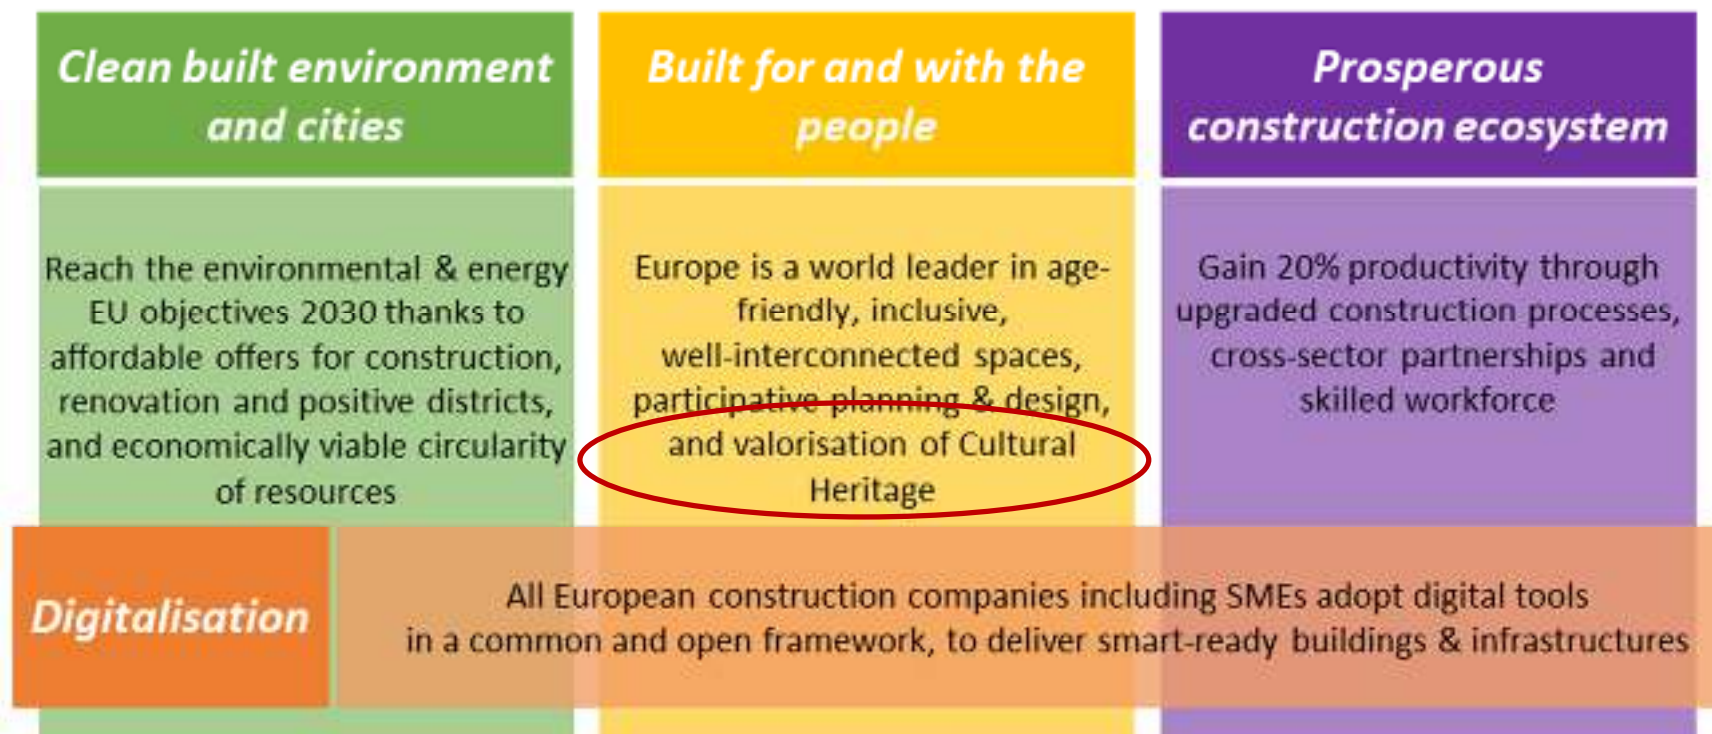 Clean built environment
and cities
Built for and with the
people
Prosperous
construction ecosystem
Reach the environmental & energy
EU objectives 2030 thanks to
affordable offers for construction,
renovation and positive districts,
and economically viable circularity
of resources
Europe is a world leader in age-
friendly, inclusive,
well-interconnected spaces,
participative planning & design,
and valorisation of Cultural
Heritage
Gain 20% productivity through
upgraded construction processes,
cross-sector partnerships and
skilled workforce
Digitalisation
All European construction companies including SMEs adopt digital tools
in a common and open framework, to deliver smart-ready buildings & infrastructures